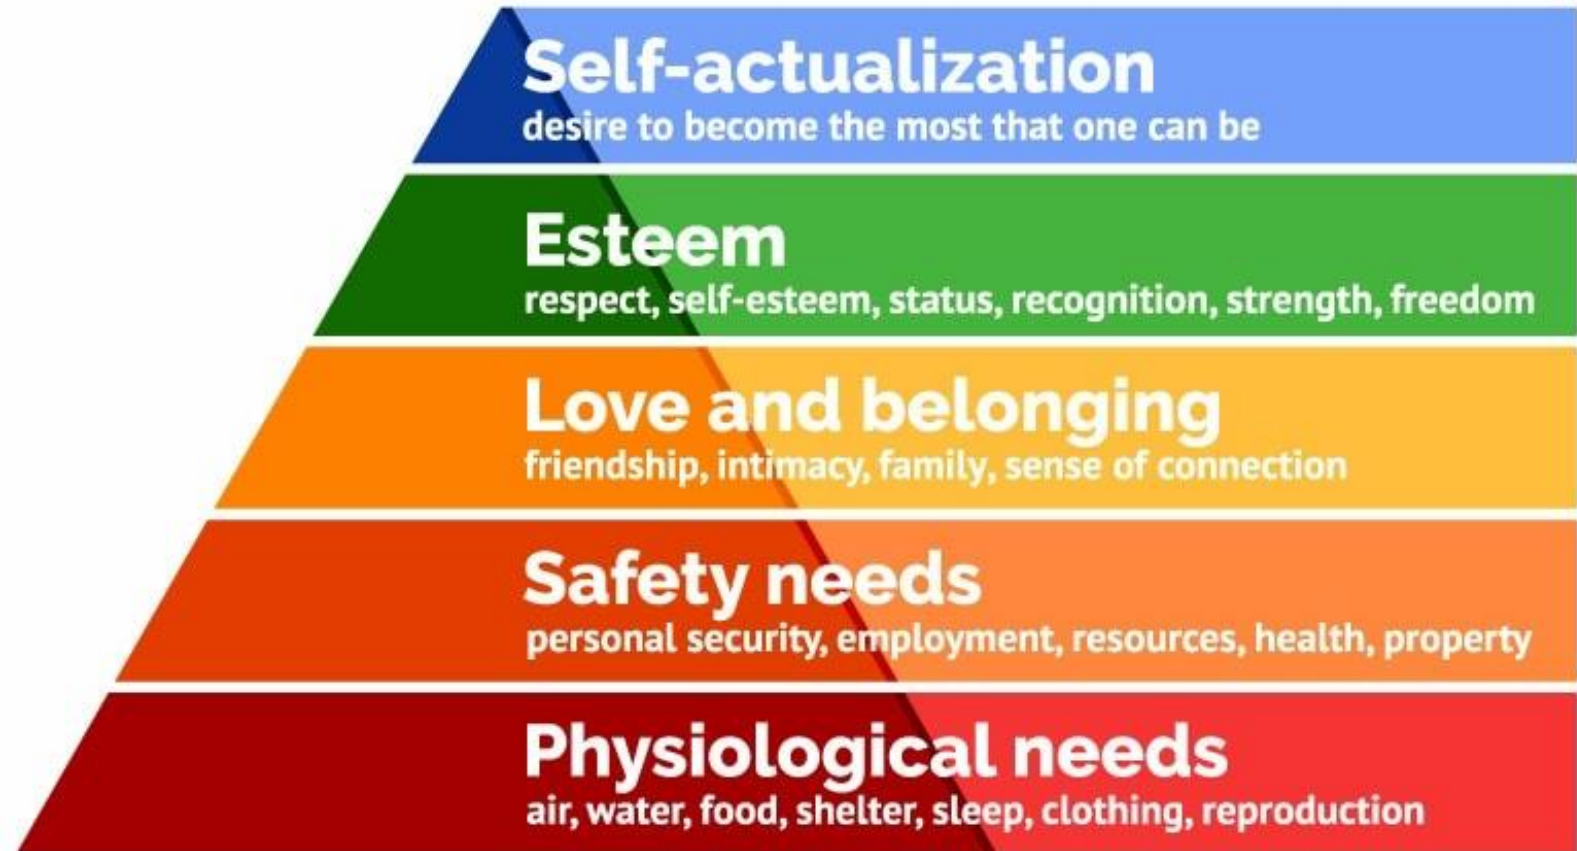 Self-actualization
desire to become the most that one can be
Esteem
respect, self-esteem, status, recognition, strength, freedom
Love and belonging
friendship, intimacy, family, sense of connection
Safety needs
personal security, employment, resources, health, property
Physiological needs
air, water, food, shelter, sleep, clothing, reproduction